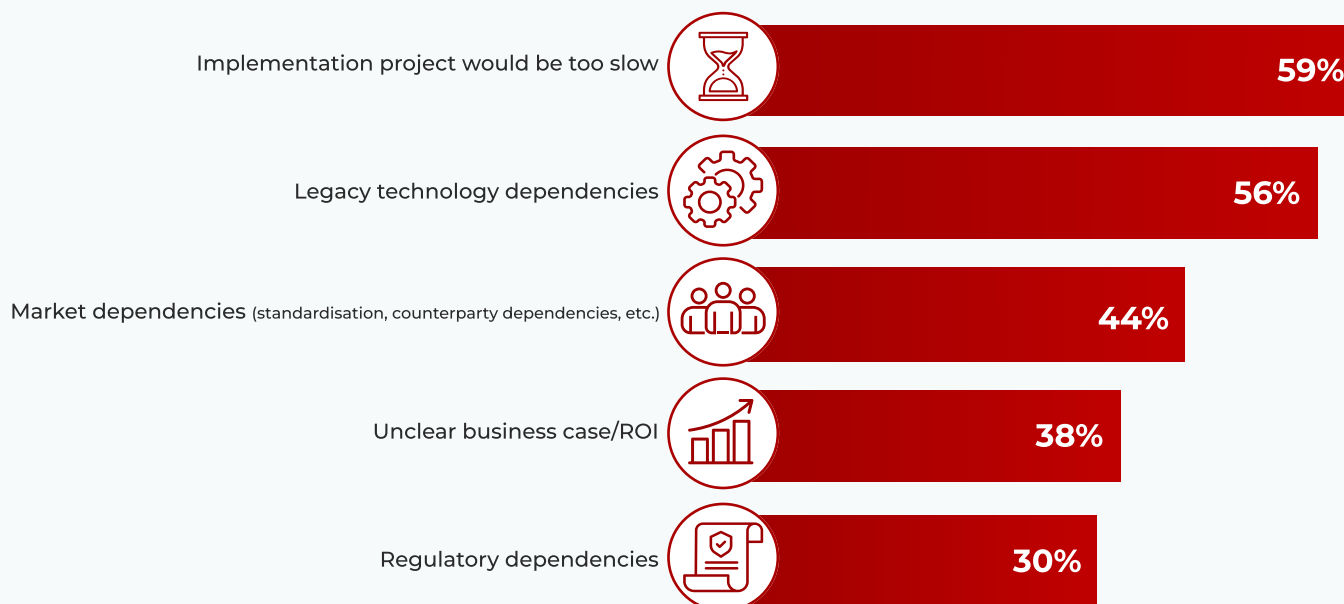 Implementation project would be too slow 59%
Legacy technology dependencies 56%
Market dependencies (standardisation, counterparty dependencies, etc.) 44%
Unclear business case/ROI 38%
Regulatory dependencies 30%